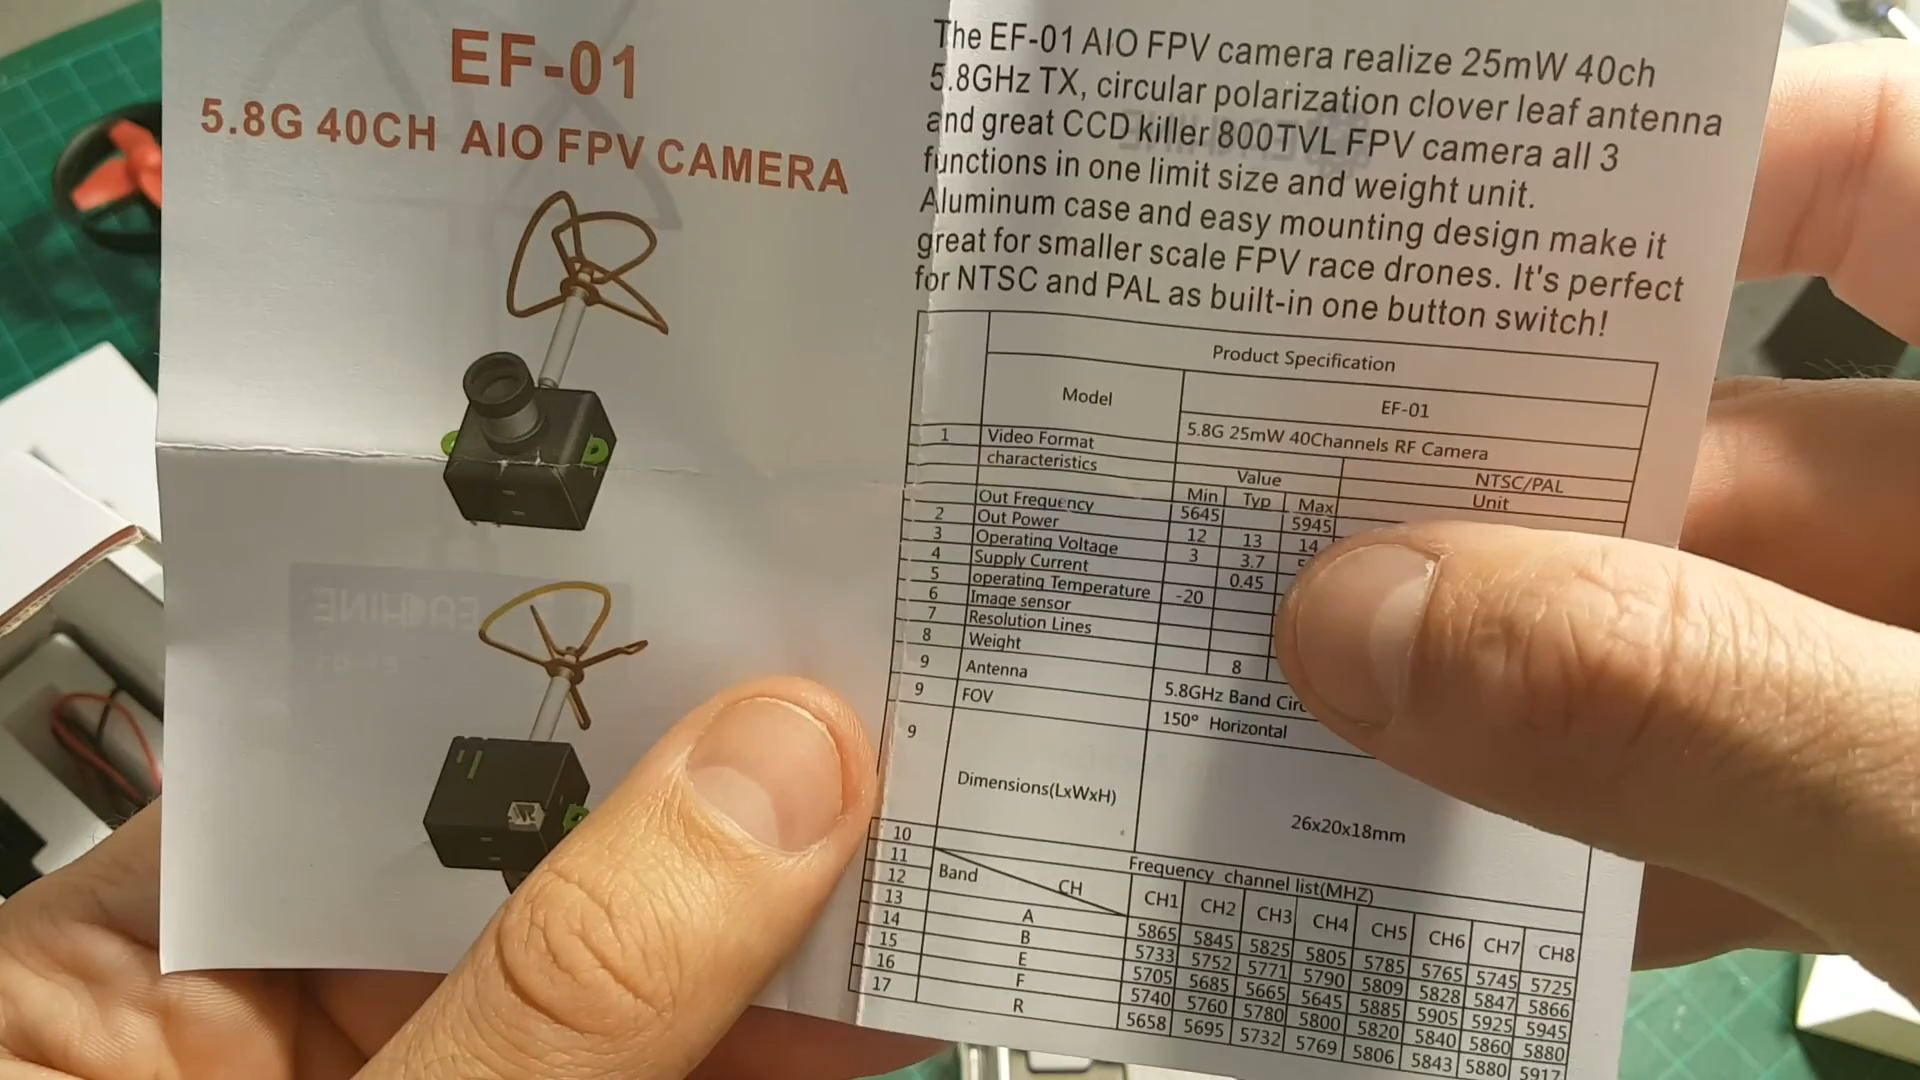 EF-01
5.8G 40CH AIO FPV CAMERA
The EF-01 AIO FPV camera realize 25mW 40ch
5.8GHz TX, circular polarization clover leaf antenna
and great CCD killer 800TVL FPV camera all 3
functions in one limit size and weight unit.
Aluminum case and easy mounting design make it
great for smaller scale FPV race drones. It's perfect
for NTSC and PAL as built-in one button switch!
Product Specification
Model EF-01
5.8G 25mW 40Channels RF Camera
1 Video Format NTSC/PAL
characteristics Value Unit
Min Typ Max
Out Frequency 5645 5945
2 Out Power 12 13 14
3 Operating Voltage 3 3.7
4 Supply Current 0.45
5 operating Temperature -20
6 Image sensor
7 Resolution Lines
8 Weight 8
9 Antenna 5.8GHz Band
9 FOV 150° Horizontal
9 Dimensions(LxWxH) 26x20x18mm
10 Frequency channel list(MHZ)
11
12 Band CH CH1 CH2 CH3 CH4 CH5 CH6 CH7 CH8
13 A 5865 5845 5825 5805 5785 5765 5745 5725
14 B 5733 5752 5771 5790 5809 5828 5847 5866
15 E 5705 5685 5665 5645 5885 5905 5925 5945
16 F 5740 5760 5780 5800 5820 5840 5860 5880
17 R 5658 5695 5732 5769 5806 5843 5880 5917
EACHINE